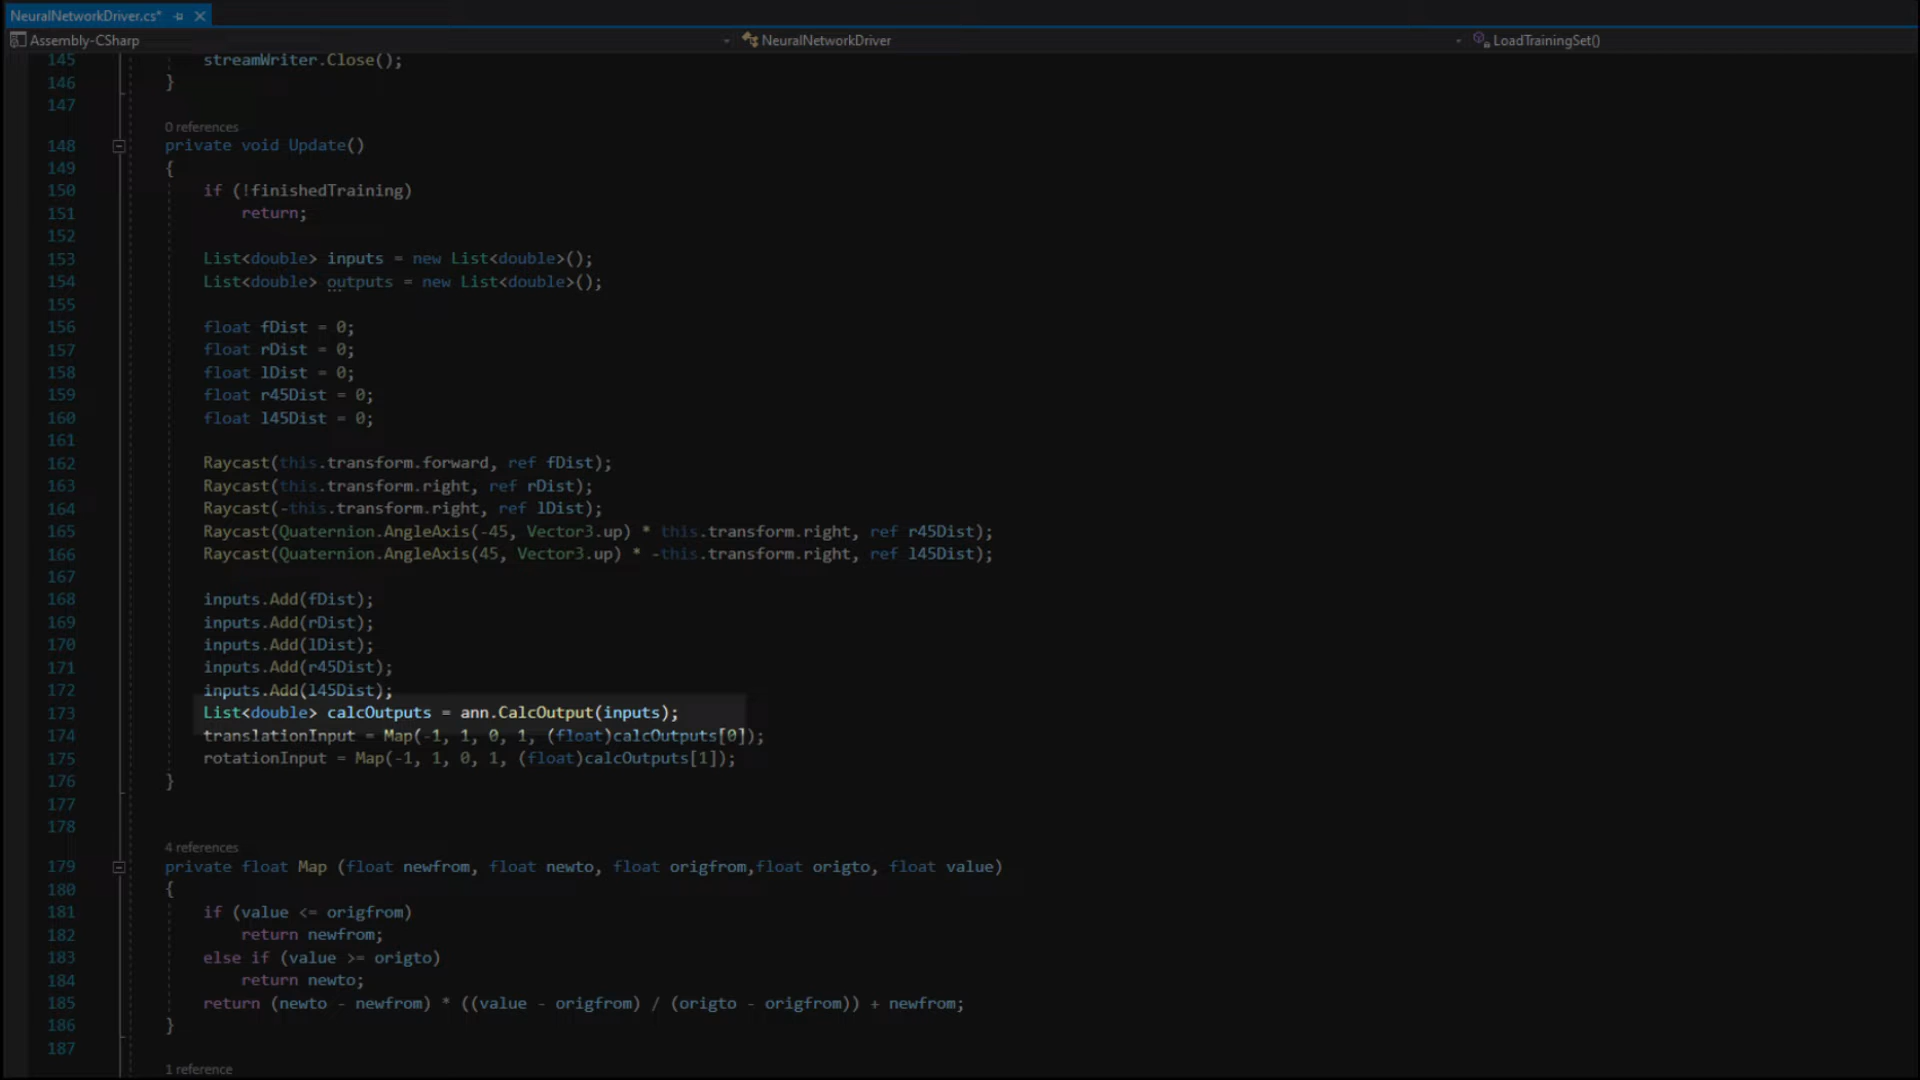 NeuralNetworkDriver.cs*
Assembly-CSharp NeuralNetworkDriver LoadTrainingSet()
145 streamWriter.Close();
146 }
147
0 references
148 private void Update()
149 {
150 if (!finishedTraining)
151 return;
152
153 List<double> inputs = new List<double>();
154 List<double> outputs = new List<double>();
155
156 float fDist = 0;
157 float rDist = 0;
158 float lDist = 0;
159 float r45Dist = 0;
160 float l45Dist = 0;
161
162 Raycast(this.transform.forward, ref fDist);
163 Raycast(this.transform.right, ref rDist);
164 Raycast(-this.transform.right, ref lDist);
165 Raycast(Quaternion.AngleAxis(-45, Vector3.up) * this.transform.right, ref r45Dist);
166 Raycast(Quaternion.AngleAxis(45, Vector3.up) * -this.transform.right, ref l45Dist);
167
168 inputs.Add(fDist);
169 inputs.Add(rDist);
170 inputs.Add(lDist);
171 inputs.Add(r45Dist);
172 inputs.Add(l45Dist);
173 List<double> calcOutputs = ann.CalcOutput(inputs);
174 translationInput = Map(-1, 1, 0, 1, (float)calcOutputs[0]);
175 rotationInput = Map(-1, 1, 0, 1, (float)calcOutputs[1]);
176 }
177
178
4 references
179 private float Map (float newfrom, float newto, float origfrom,float origto, float value)
180 {
181 if (value <= origfrom)
182 return newfrom;
183 else if (value >= origto)
184 return newto;
185 return (newto - newfrom) * ((value - origfrom) / (origto - origfrom)) + newfrom;
186 }
187
1 reference